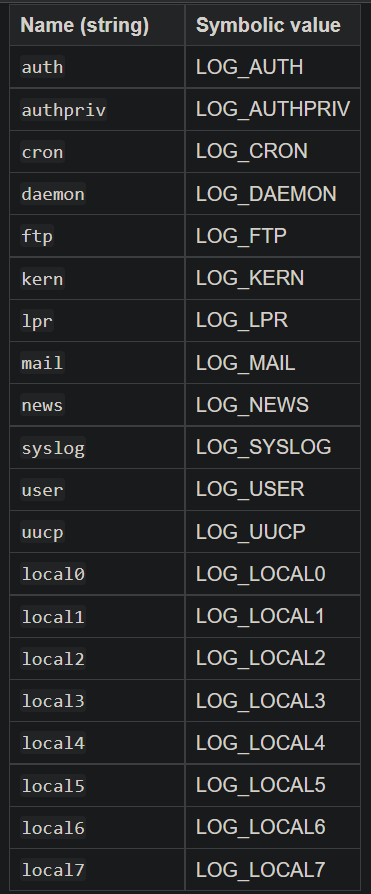 Name (string) Symbolic value
auth LOG_AUTH
authpriv LOG_AUTHPRIV
cron LOG_CRON
daemon LOG_DAEMON
ftp LOG_FTP
kern LOG_KERN
lpr LOG_LPR
mail LOG_MAIL
news LOG_NEWS
syslog LOG_SYSLOG
user LOG_USER
uucp LOG_UUCP
local0 LOG_LOCAL0
local1 LOG_LOCAL1
local2 LOG_LOCAL2
local3 LOG_LOCAL3
local4 LOG_LOCAL4
local5 LOG_LOCAL5
local6 LOG_LOCAL6
local7 LOG_LOCAL7